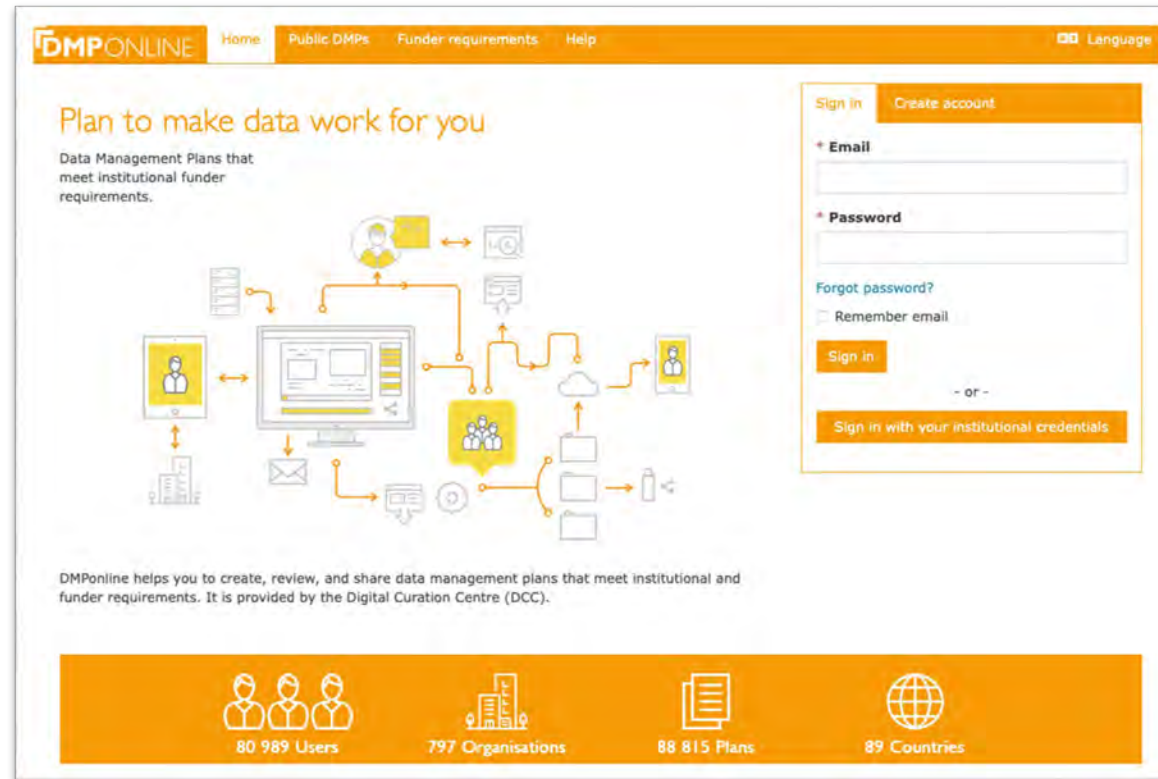 DMPONLINE Home Public DMPs Funder requirements Help Language
Plan to make data work for you
Data Management Plans that
meet institutional funder
requirements.
Sign in Create account
* Email
* Password
Forgot password?
Remember email
Sign in
- or -
Sign in with your institutional credentials
DMPonline helps you to create, review, and share data management plans that meet institutional and
funder requirements. It is provided by the Digital Curation Centre (DCC).
80 989 Users 797 Organisations 88 815 Plans 89 Countries